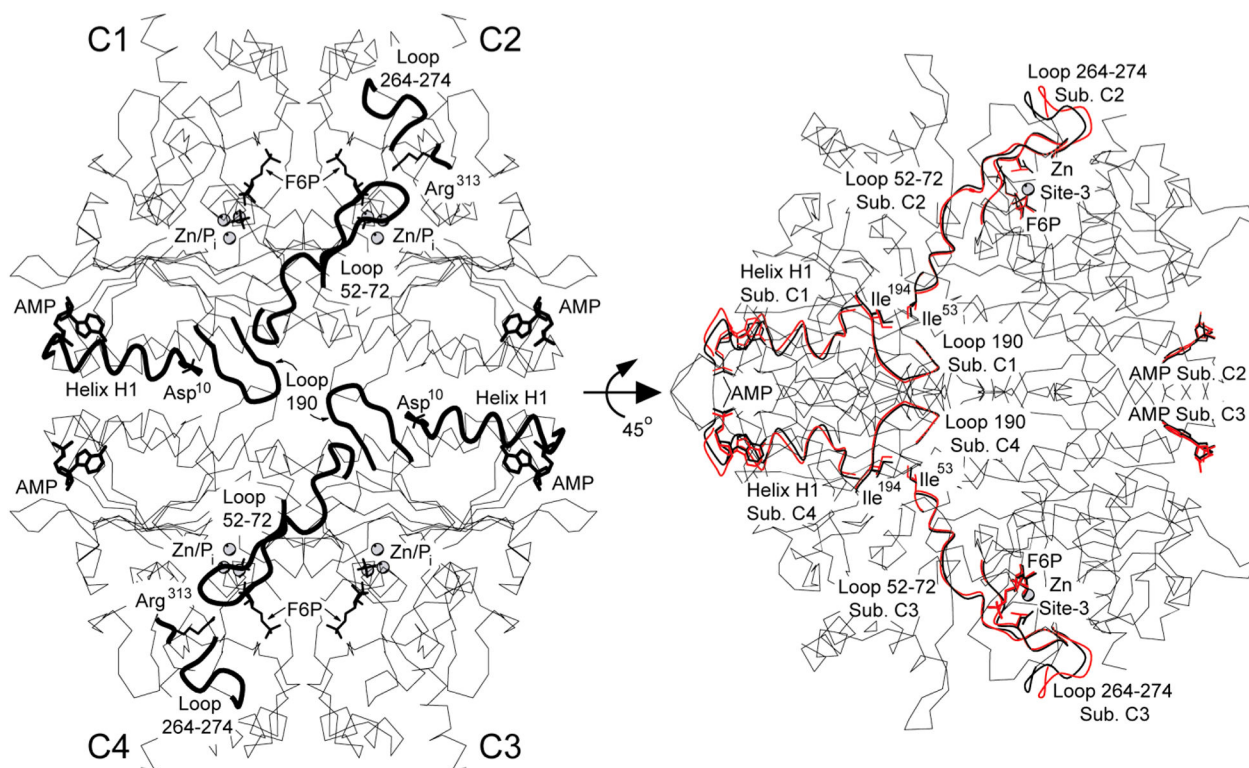 C1
C2
Loop
264-274
F6P
Arg313
Zn/Pi
Zn/Pi
Loop
52-72
AMP
AMP
Helix H1
Asp10
Loop
190
Asp10
Helix H1
AMP
AMP
Loop
52-72
Zn/Pi
Zn/Pi
Arg313
F6P
Loop
264-274
C4
C3
45o
Loop 264-274
Sub. C2
Zn
Site-3
F6P
Loop 52-72
Sub. C2
Helix H1
Sub. C1
Ile194
Ile53
Loop 190
Sub. C1
AMP
AMP Sub. C2
AMP Sub. C3
Loop 190
Sub. C4
Ile53
Ile194
Helix H1
Sub. C4
F6P
Zn
Site-3
Loop 52-72
Sub. C3
Loop 264-274
Sub. C3